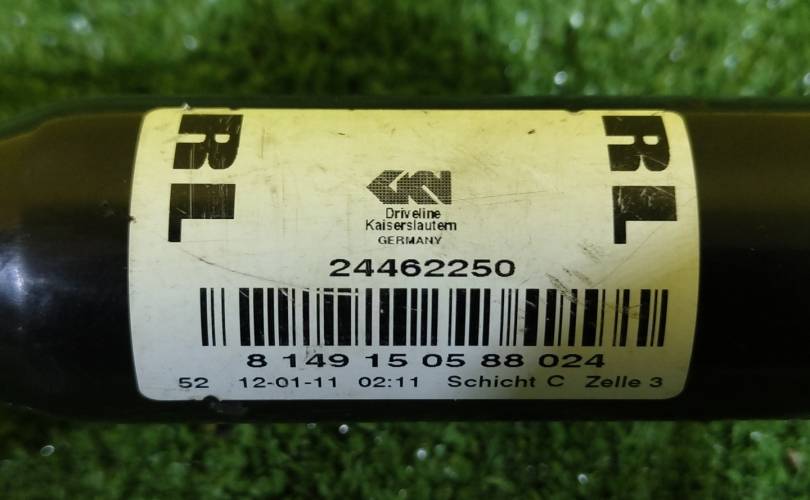 RL
RL
GKN
Driveline
Kaiserslautern
GERMANY
24462250
8 149 15 05 88 024
52 12-01-11 02:11 Schicht C Zelle 3